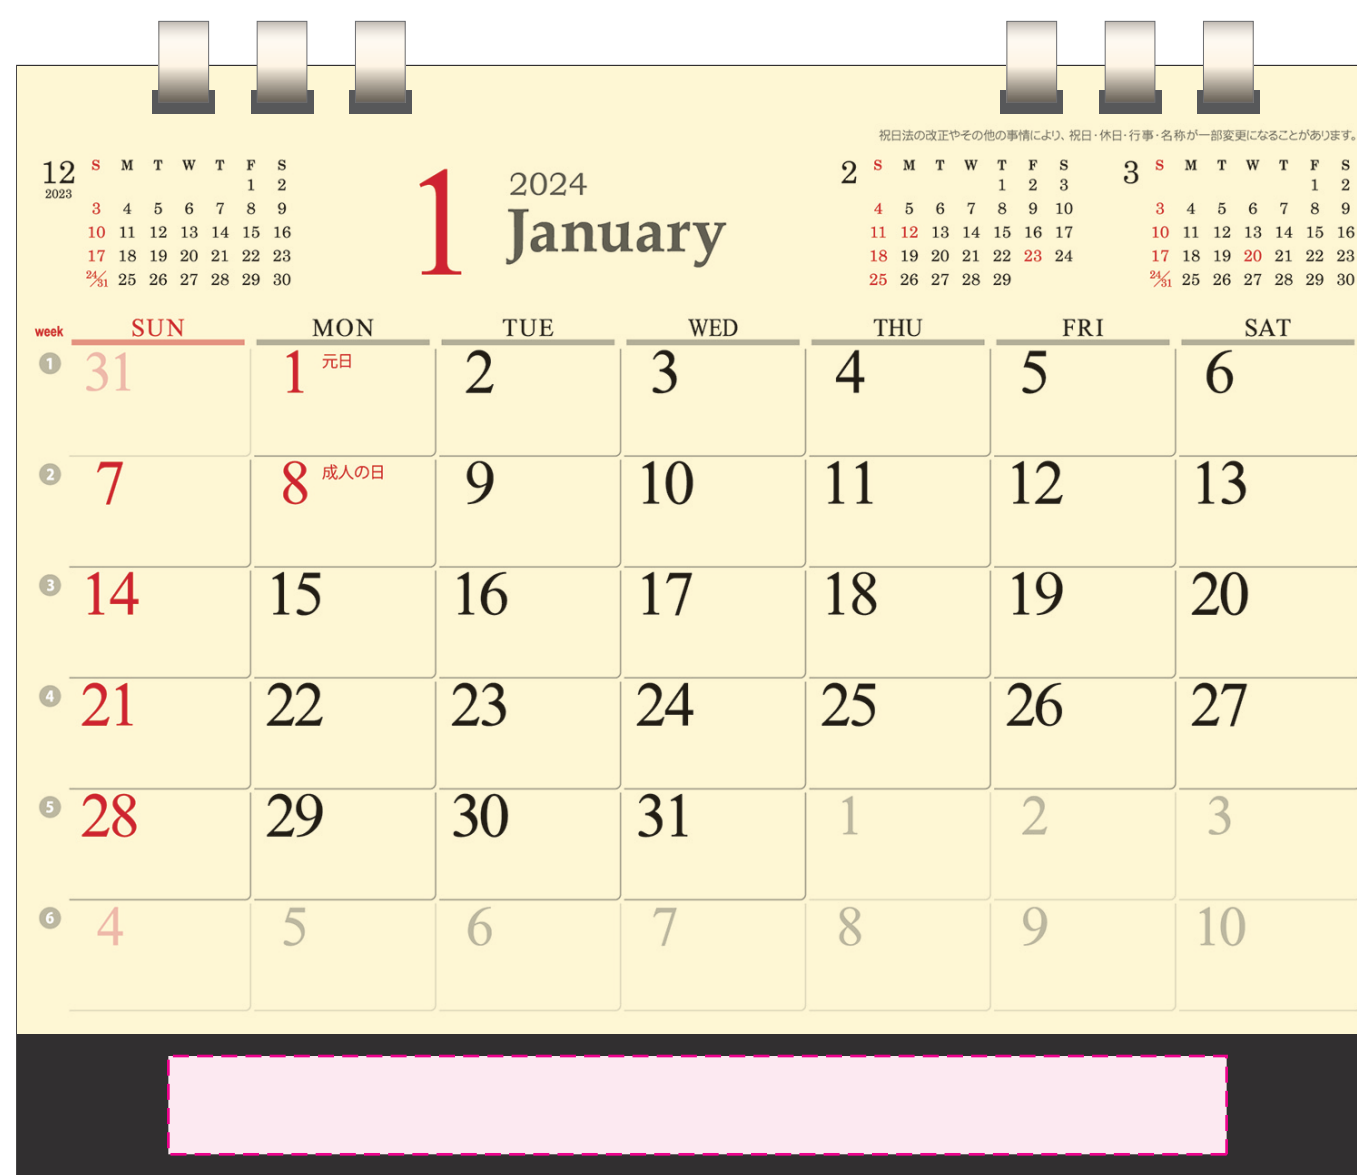 祝日法の改正やその他の事情により、祝日・休日・行事・名称が一部変更になることがあります。
12
2023
S M T W T F S
1 2
3 4 5 6 7 8 9
10 11 12 13 14 15 16
17 18 19 20 21 22 23
24/31 25 26 27 28 29 30
1
2024
January
2
S M T W T F S
1 2 3
4 5 6 7 8 9 10
11 12 13 14 15 16 17
18 19 20 21 22 23 24
25 26 27 28 29
3
S M T W T F S
1 2
3 4 5 6 7 8 9
10 11 12 13 14 15 16
17 18 19 20 21 22 23
24/31 25 26 27 28 29 30
week SUN MON TUE WED THU FRI SAT
1 31 1 元日 2 3 4 5 6
2 7 8 成人の日 9 10 11 12 13
3 14 15 16 17 18 19 20
4 21 22 23 24 25 26 27
5 28 29 30 31 1 2 3
6 4 5 6 7 8 9 10